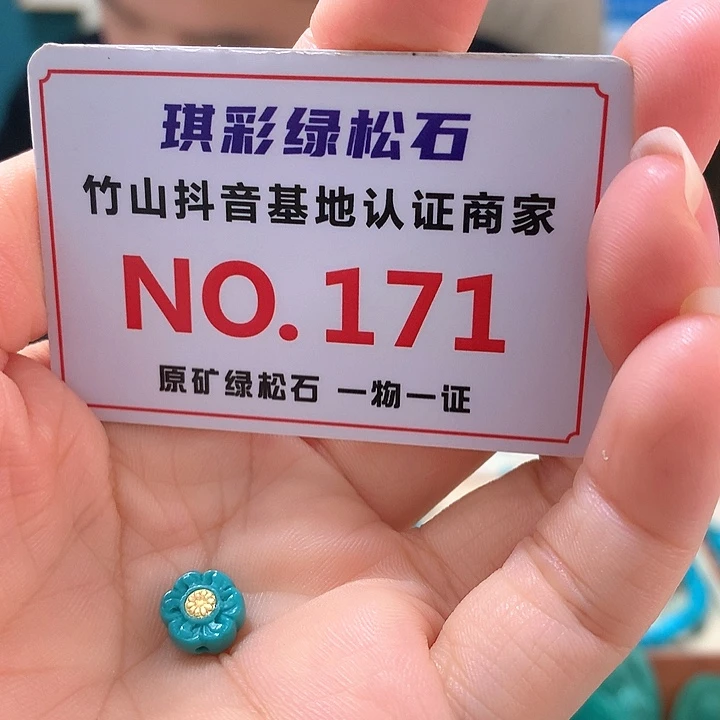 琪彩绿松石
竹山抖音基地认证商家
NO.171
原矿绿松石 一物一证